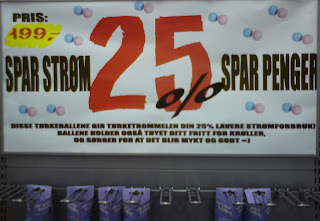 PRIS:
199,-
SPAR STRØM 25% SPAR PENGER
DISSE TØRKEBALLENE GIR TØRKETROMMELEN DIN 25% LAVERE STRØMFORBRUK!
BALLENE HOLDER OGSÅ TØYET DITT FRITT FOR KRØLLER,
OG SØRGER FOR AT DET BLIR MYKT OG GODT =)